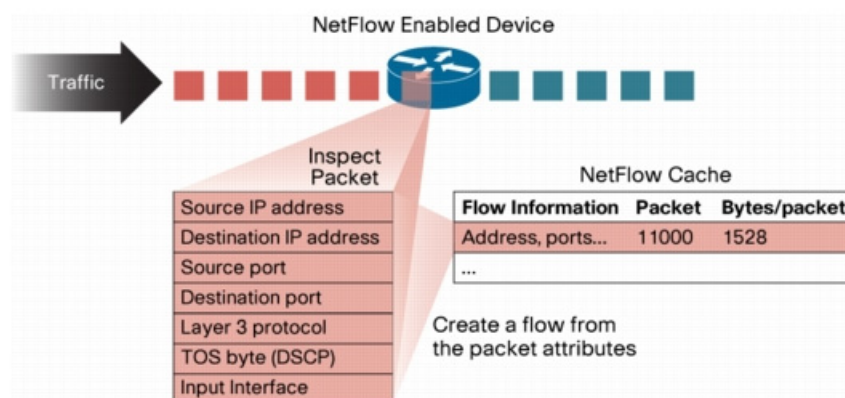 NetFlow Enabled Device
Traffic
Inspect
Packet
Source IP address
Destination IP address
Source port
Destination port
Layer 3 protocol
TOS byte (DSCP)
Input Interface
NetFlow Cache
Flow Information Packet Bytes/packet
Address, ports... 11000 1528
...
Create a flow from
the packet attributes